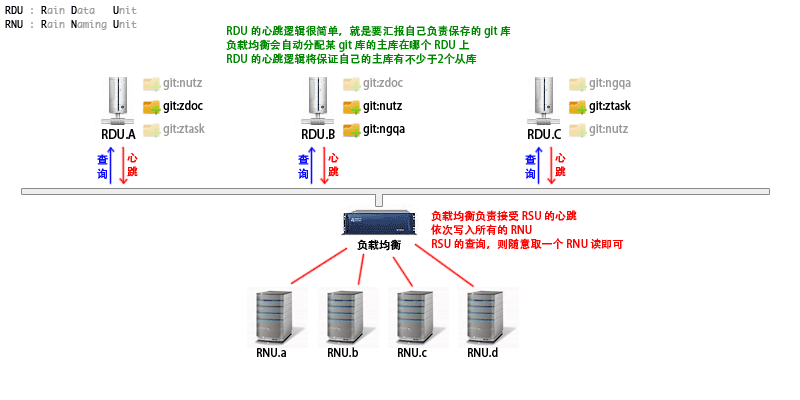 RDU : Rain Data Unit
RNU : Rain Naming Unit
RDU 的心跳逻辑很简单，就是要汇报自己负责保存的 git 库
负载均衡会自动分配某 git 库的主库在哪个 RDU 上
RDU 的心跳逻辑将保证自己的主库有不少于2个从库
git:nutz
git:zdoc
git:ztask
RDU.A
git:zdoc
git:nutz
git:ngqa
RDU.B
git:ngqa
git:ztask
git:nutz
RDU.C
查询
心跳
查询
心跳
查询
心跳
负载均衡
负载均衡负责接受 RSU 的心跳
依次写入所有的 RNU
RSU 的查询，则随意取一个 RNU 读即可
RNU.a
RNU.b
RNU.c
RNU.d